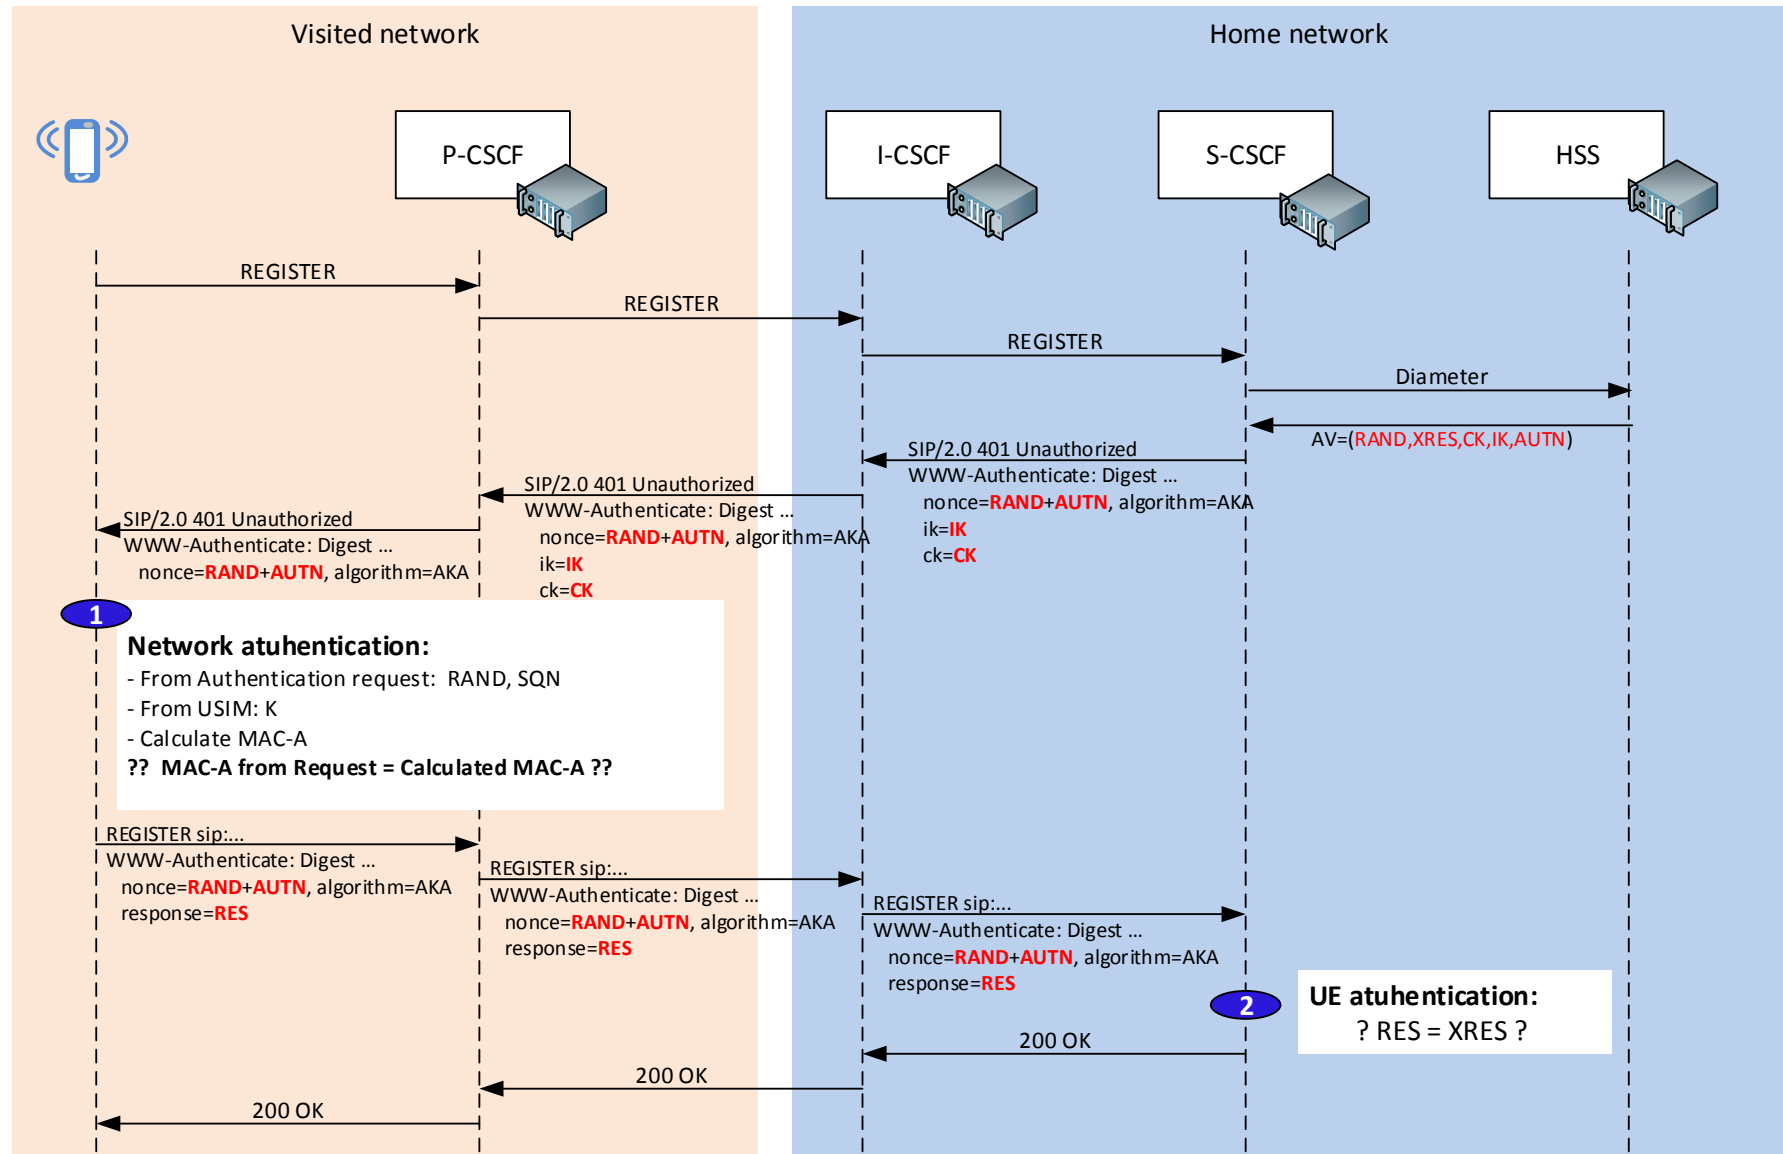 Visited network
Home network
P-CSCF
I-CSCF
S-CSCF
HSS
REGISTER
REGISTER
REGISTER
Diameter
AV=(RAND,XRES,CK,IK,AUTN)
SIP/2.0 401 Unauthorized
WWW-Authenticate: Digest ...
nonce=RAND+AUTN, algorithm=AKA
ik=IK
ck=CK
SIP/2.0 401 Unauthorized
WWW-Authenticate: Digest ...
nonce=RAND+AUTN, algorithm=AKA
ik=IK
ck=CK
SIP/2.0 401 Unauthorized
WWW-Authenticate: Digest ...
nonce=RAND+AUTN, algorithm=AKA
1
Network atuhentication:
- From Authentication request: RAND, SQN
- From USIM: K
- Calculate MAC-A
?? MAC-A from Request = Calculated MAC-A ??
REGISTER sip:...
WWW-Authenticate: Digest ...
nonce=RAND+AUTN, algorithm=AKA
response=RES
REGISTER sip:...
WWW-Authenticate: Digest ...
nonce=RAND+AUTN, algorithm=AKA
response=RES
REGISTER sip:...
WWW-Authenticate: Digest ...
nonce=RAND+AUTN, algorithm=AKA
response=RES
2
UE atuhentication:
? RES = XRES ?
200 OK
200 OK
200 OK